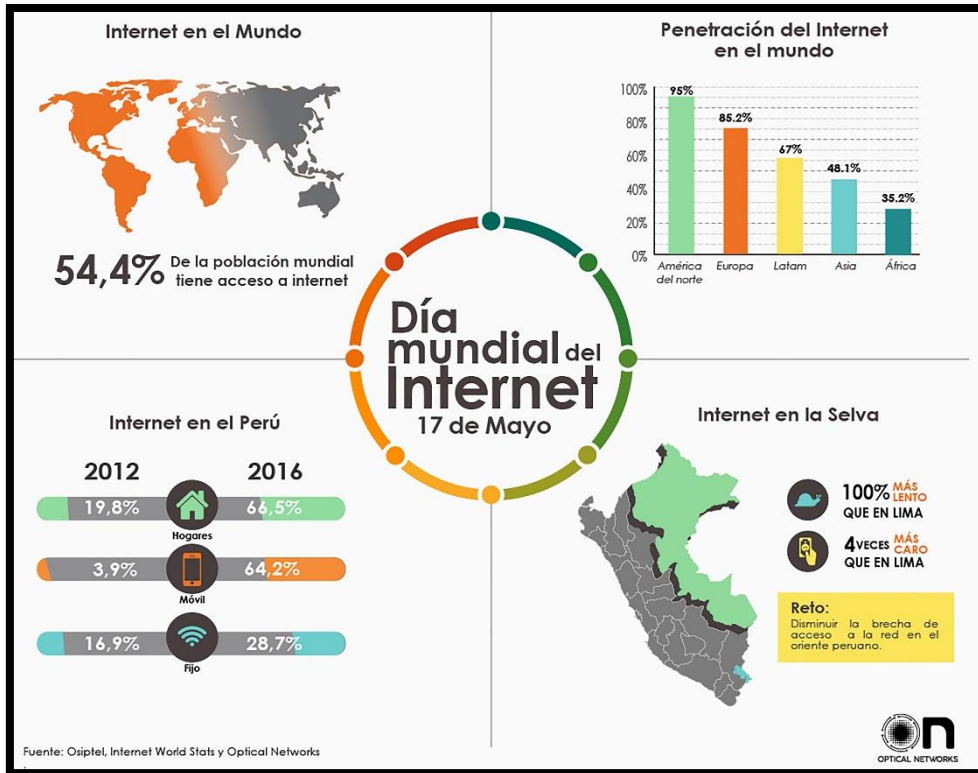 Internet en el Mundo
54,4%
De la población mundial
tiene acceso a internet
Penetración del Internet
en el mundo
100%
80%
60%
40%
20%
0%
95%
85.2%
67%
48.1%
35.2%
América
del norte
Europa
Latam
Asia
África
Día
mundial del
Internet
17 de Mayo
Internet en el Perú
2012
2016
19,8%
66,5%
Hogares
3,9%
64,2%
Móvil
16,9%
28,7%
Fijo
Internet en la Selva
100% MÁS LENTO
QUE EN LIMA
4 VECES MÁS CARO
QUE EN LIMA
Reto:
Disminuir la brecha de
acceso a la red en el
oriente peruano.
Fuente: Osiptel, Internet World Stats y Optical Networks
On
OPTICAL NETWORKS